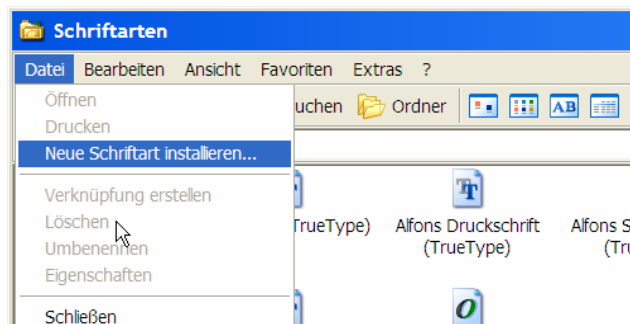 Schriftarten
Datei Bearbeiten Ansicht Favoriten Extras ?
Öffnen
uchen Ordner
Drucken
Neue Schriftart installieren...
Verknüpfung erstellen
Löschen
TrueType) Alfons Druckschrift Alfons S
(TrueType) (Tru
Umbenennen
Eigenschaften
Schließen